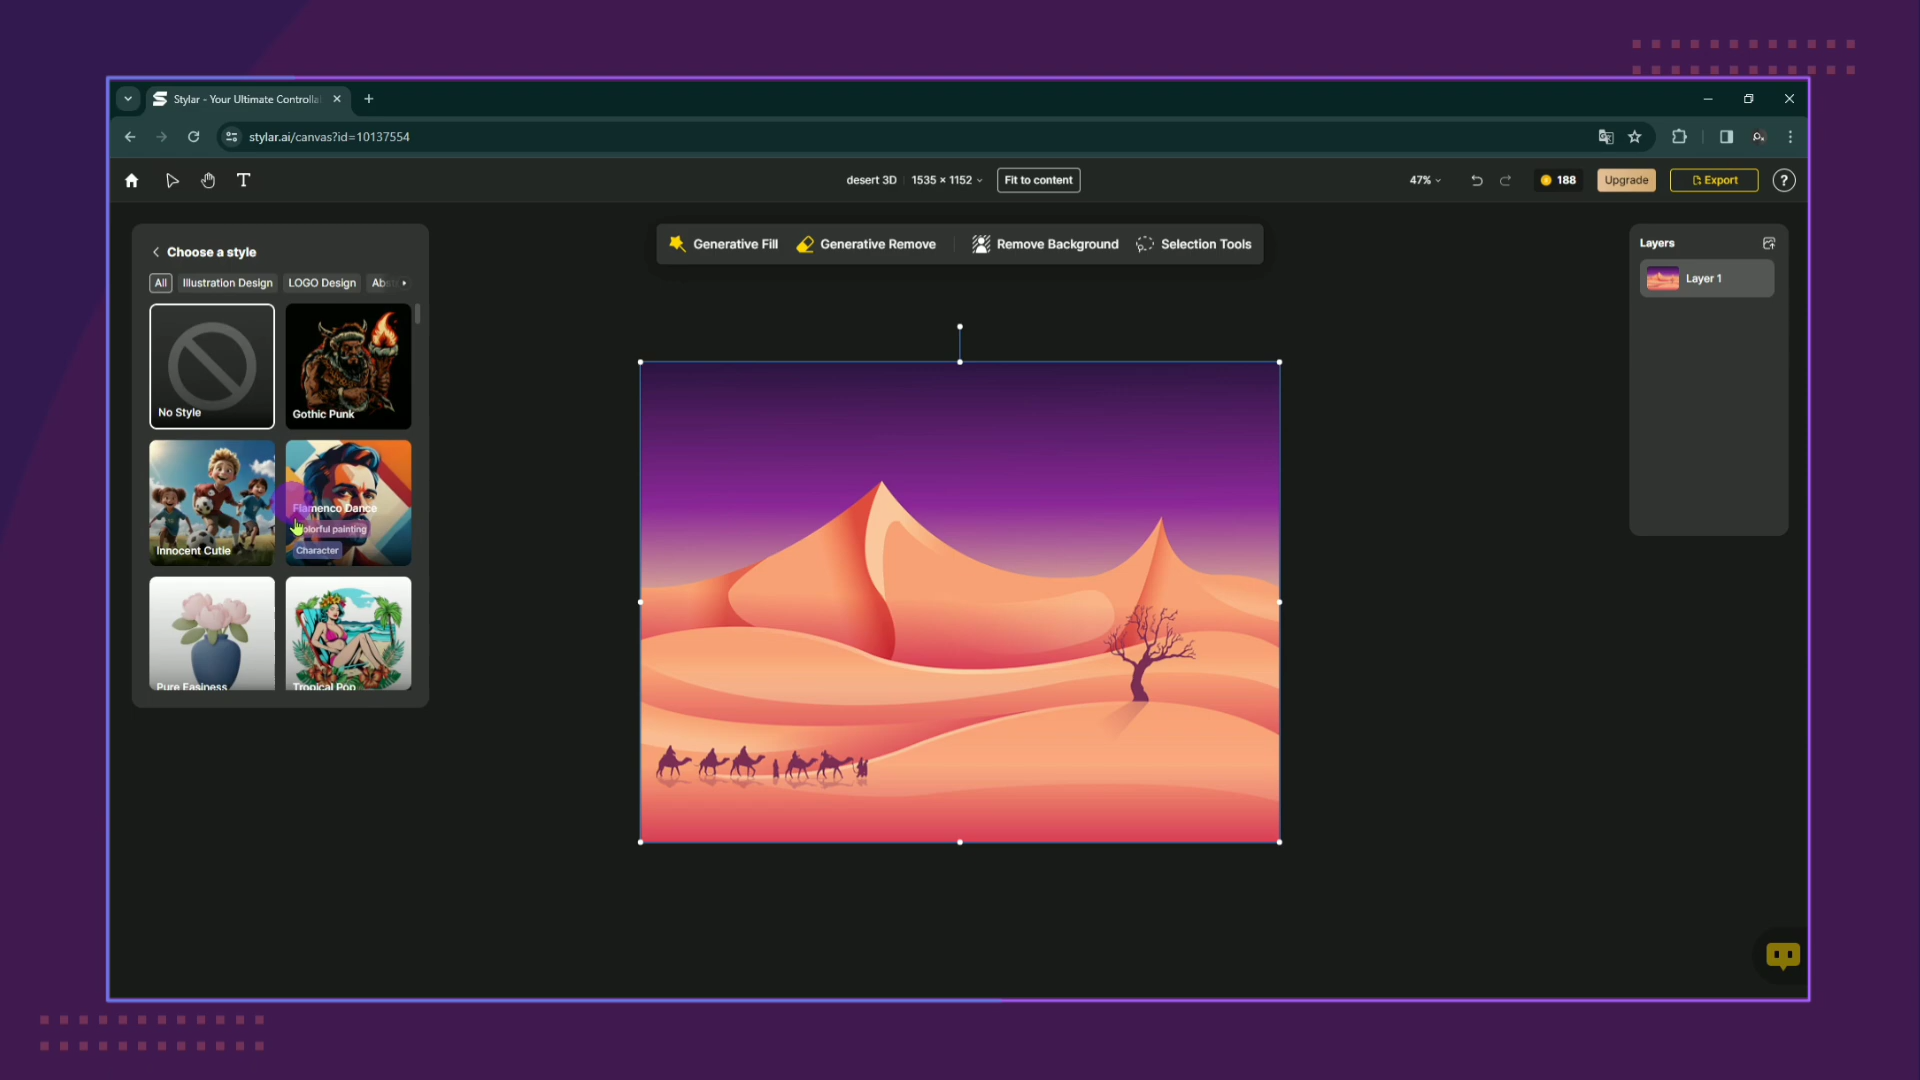 Stylar - Your Ultimate Controlla
stylar.ai/canvas?id=10137554
desert 3D
1535 × 1152
Fit to content
47%
188
Upgrade
Export
?
Choose a style
All
Illustration Design
LOGO Design
Generative Fill
Generative Remove
Remove Background
Selection Tools
Layers
Layer 1
No Style
Gothic Punk
Innocent Cutie
Flamenco Dance
Colorful painting
Character
Pure Easiness
Tropical Pop